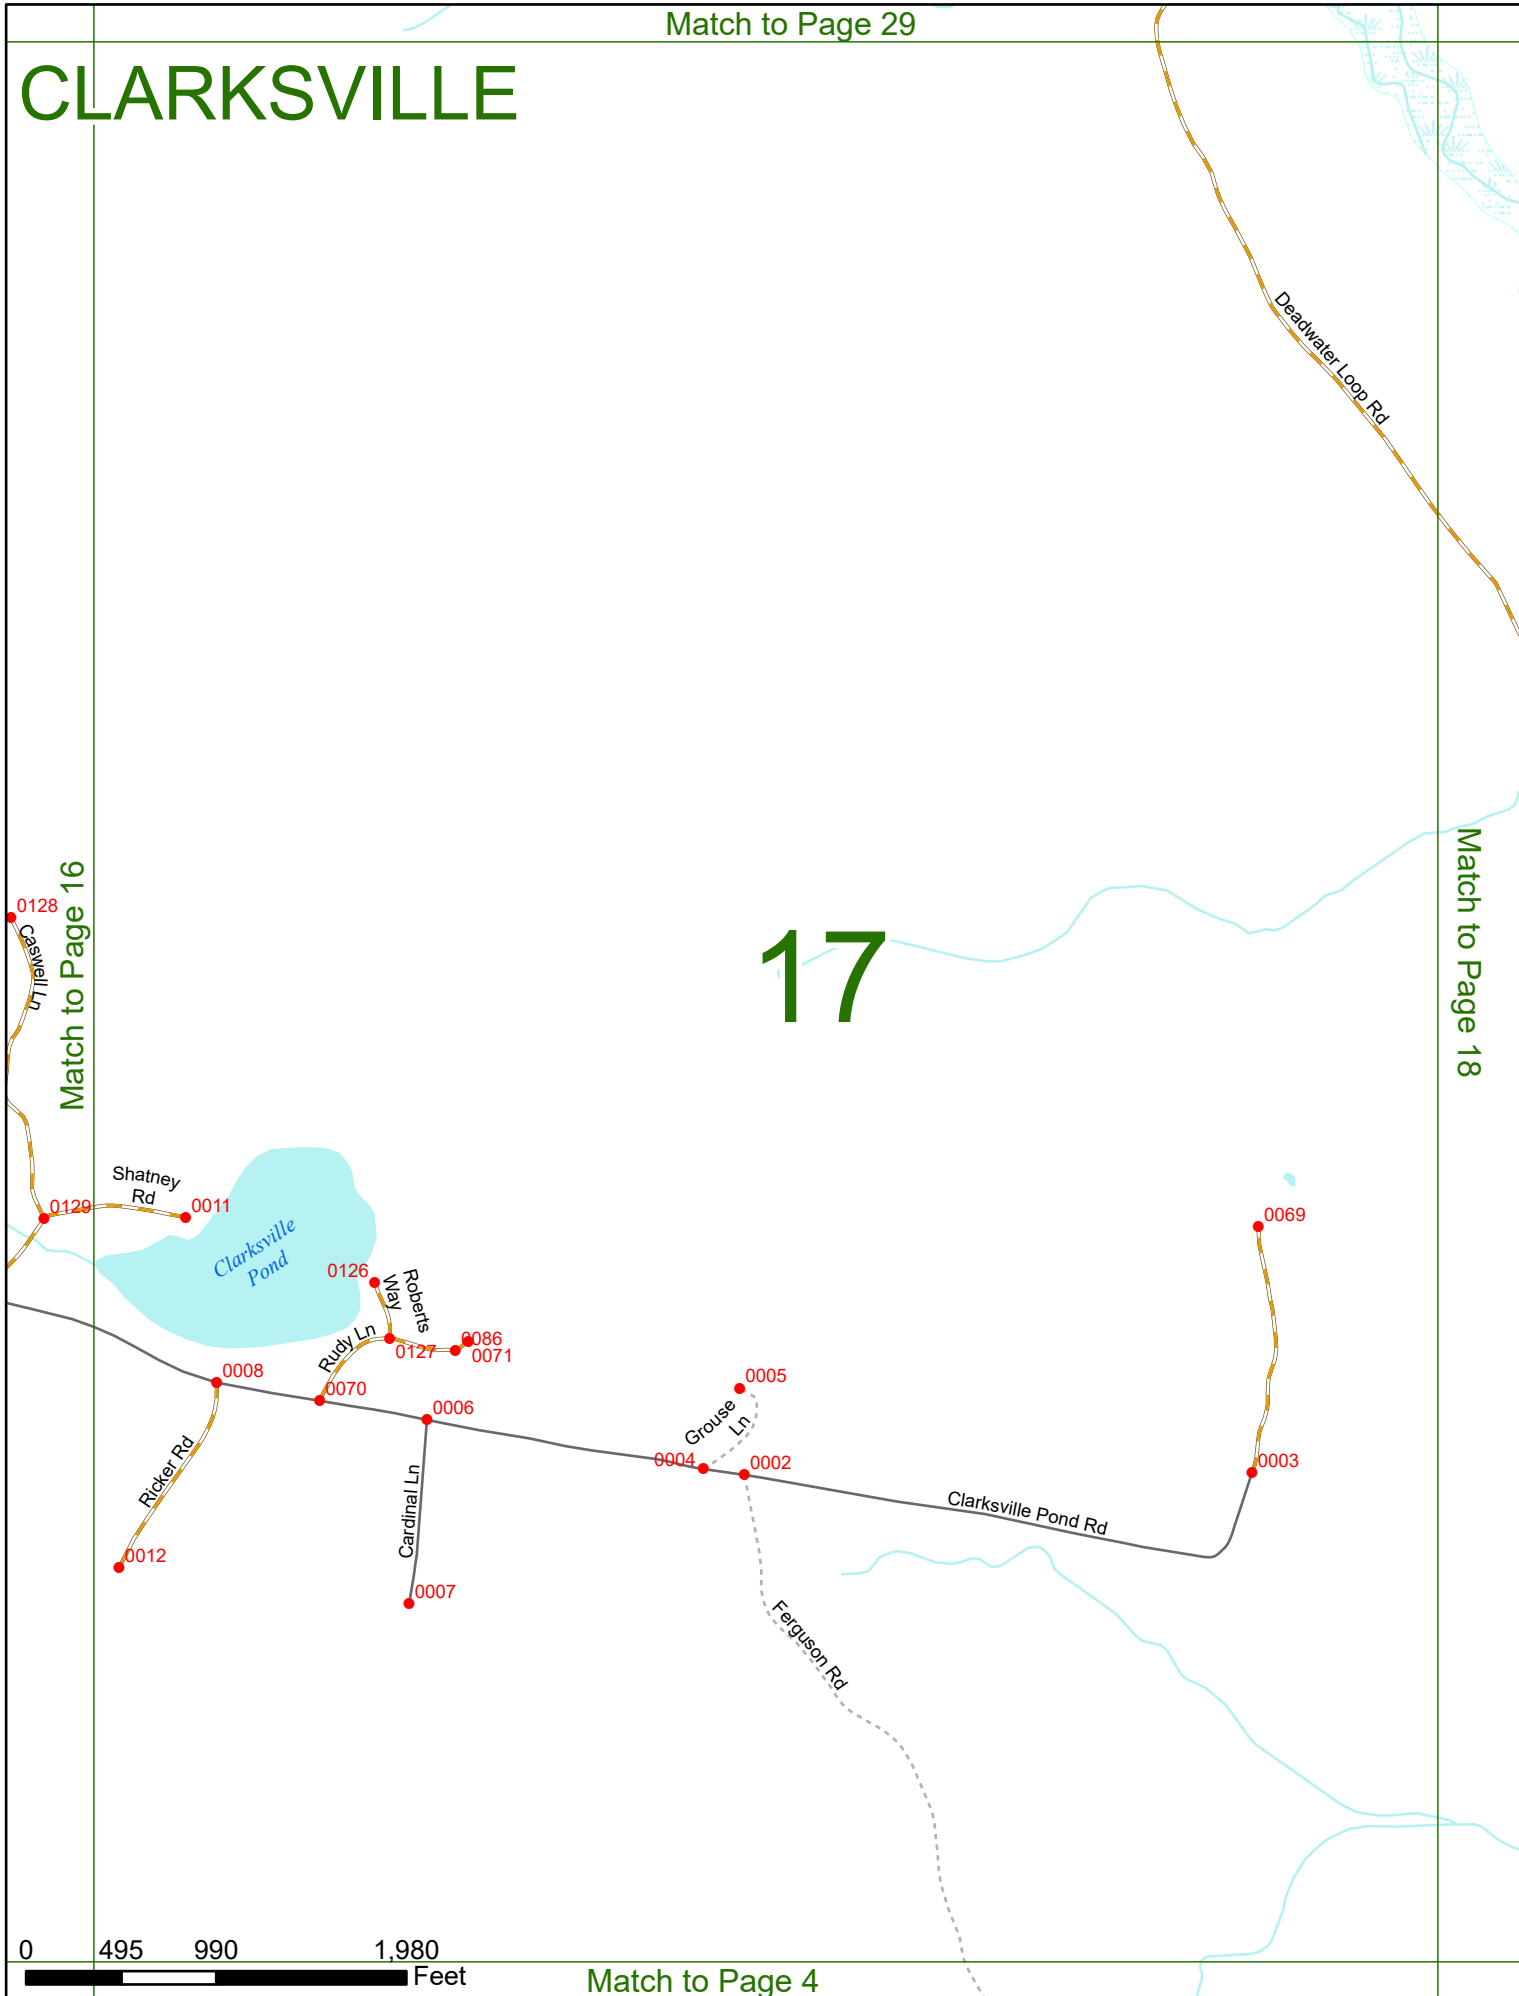 Match to Page 29
CLARKSVILLE
Deadwater Loop Rd
Match to Page 16
Match to Page 18
0128
Caswell Ln
17
Shatney
Rd
0129
0011
0069
Clarksville
Pond
0126
Roberts
Way
Rudy Ln
0127
0086
0071
0008
0070
0006
0005
Grouse
Ln
0004
0002
0003
Ricker Rd
Cardinal Ln
Clarksville Pond Rd
0012
0007
Ferguson Rd
0 495 990 1,980
Feet
Match to Page 4